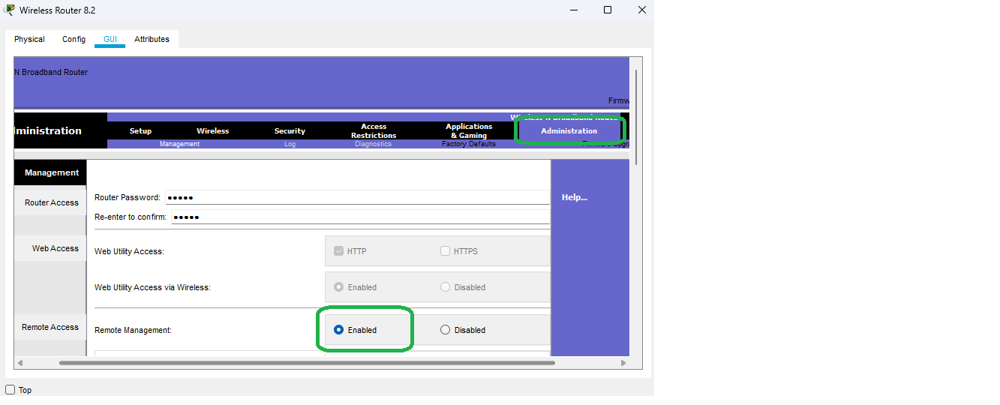 Wireless Router 8.2
Physical Config GUI Attributes
N Broadband Router
Firmw
Wireless-N Broadband Router
ministration Setup Wireless Security Access Restrictions Applications & Gaming Administration
Management Log Diagnostics Factory Defaults Firmware Upgra
Management
Help...
Router Access
Router Password: •••••
Re-enter to confirm: •••••
Web Access
Web Utility Access: HTTP HTTPS
Web Utility Access via Wireless: Enabled Disabled
Remote Access
Remote Management: Enabled Disabled
Top